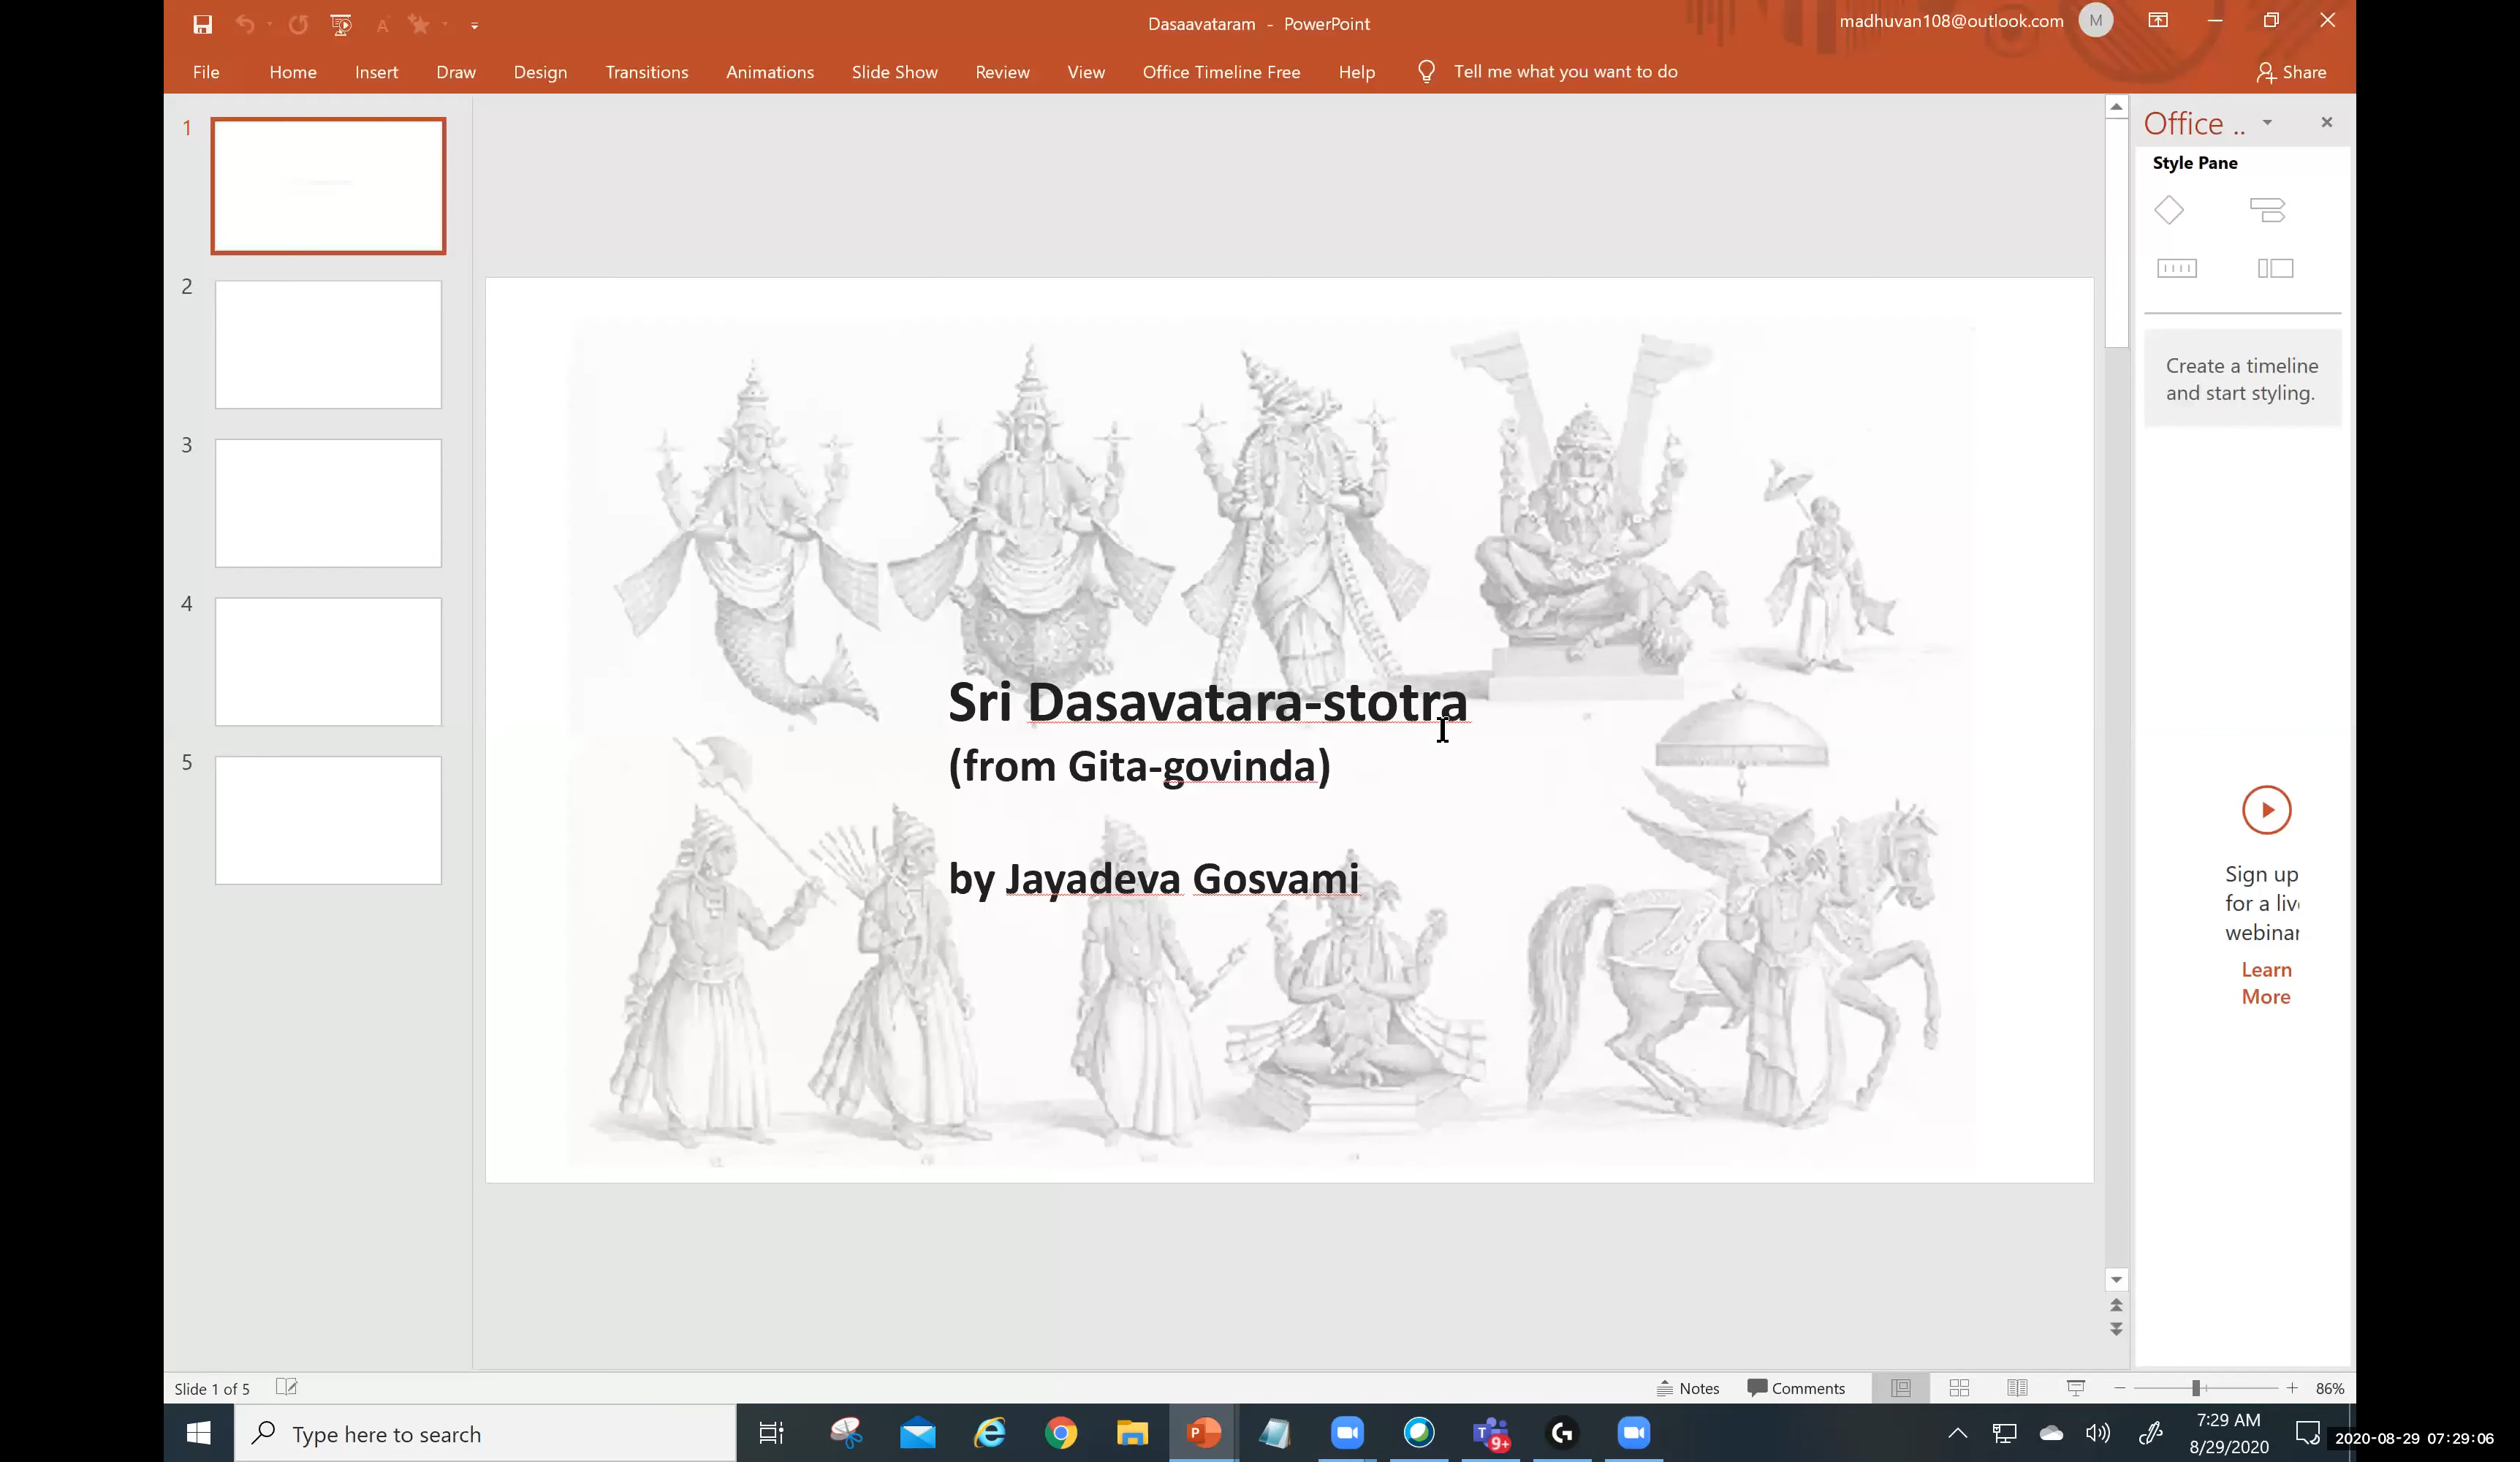 Dasaavataram - PowerPoint
madhuvan108@outlook.com
M
File Home Insert Draw Design Transitions Animations Slide Show Review View Office Timeline Free Help Tell me what you want to do
Share
1
2
3
4
5
Sri Dasavatara-stotra
(from Gita-govinda)
by Jayadeva Gosvami
Office ..
Style Pane
Create a timeline
and start styling.
Sign up
for a liv
webinar
Learn
More
Slide 1 of 5
Notes
Comments
86%
Type here to search
9+
7:29 AM
8/29/2020
2020-08-29 07:29:06